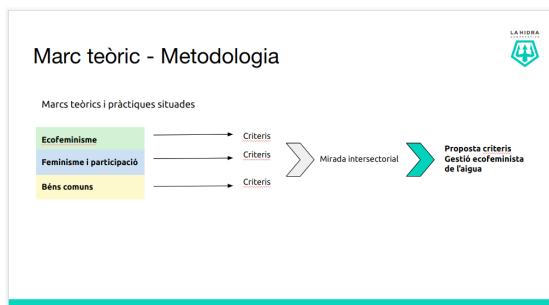 LA HIDRA
COOPERATIVA
Marc teòric - Metodologia
Marcs teòrics i pràctiques situades
Ecofeminisme
Criteris
Feminisme i participació
Criteris
Béns comuns
Criteris
Mirada intersectorial
Proposta criteris
Gestió ecofeminista
de l'aigua